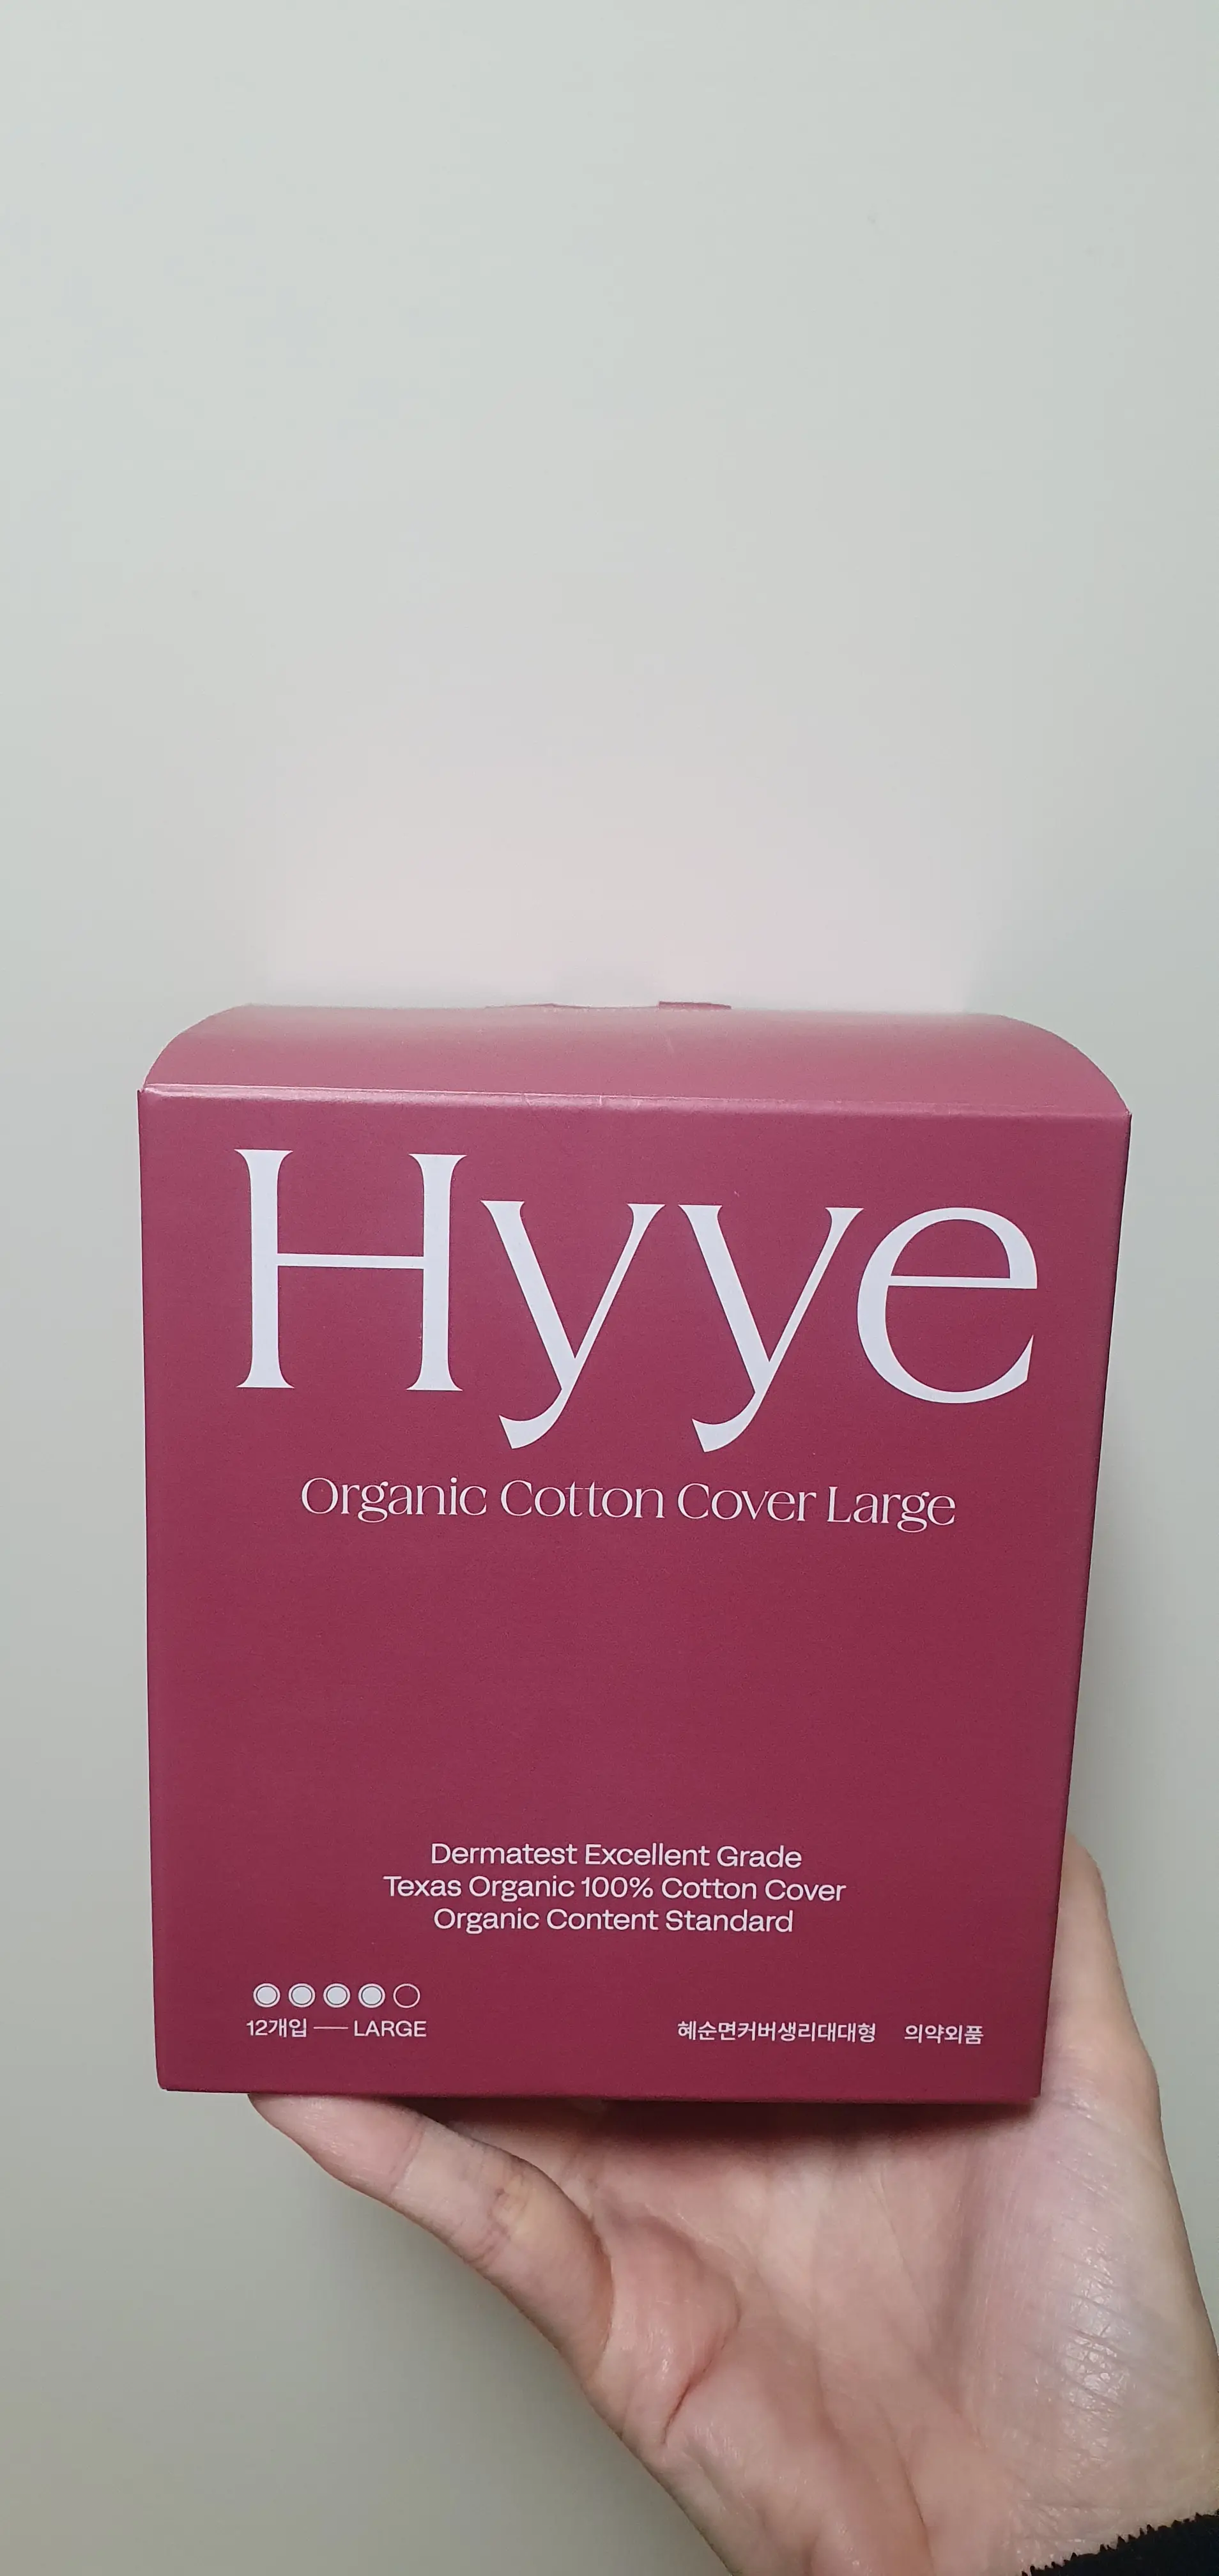 Hyye
Organic Cotton Cover Large
Dermatest Excellent Grade
Texas Organic 100% Cotton Cover
Organic Content Standard
12개입 — LARGE
혜순면커버생리대대형 의약외품